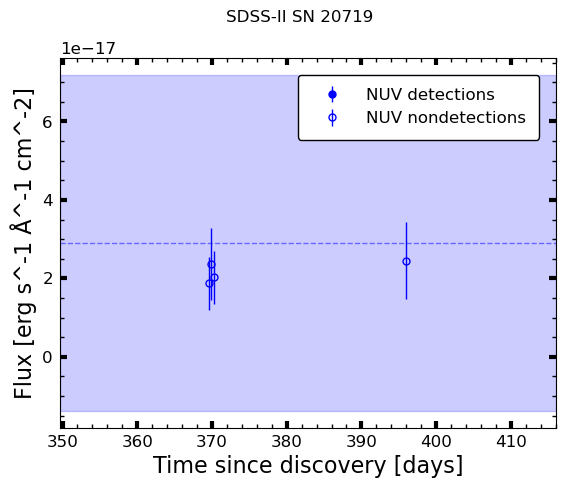 SDSS-II SN 20719
1e−17
NUV detections
NUV nondetections
6
4
2
0
Flux [erg s^-1 Å^-1 cm^-2]
350 360 370 380 390 400 410
Time since discovery [days]